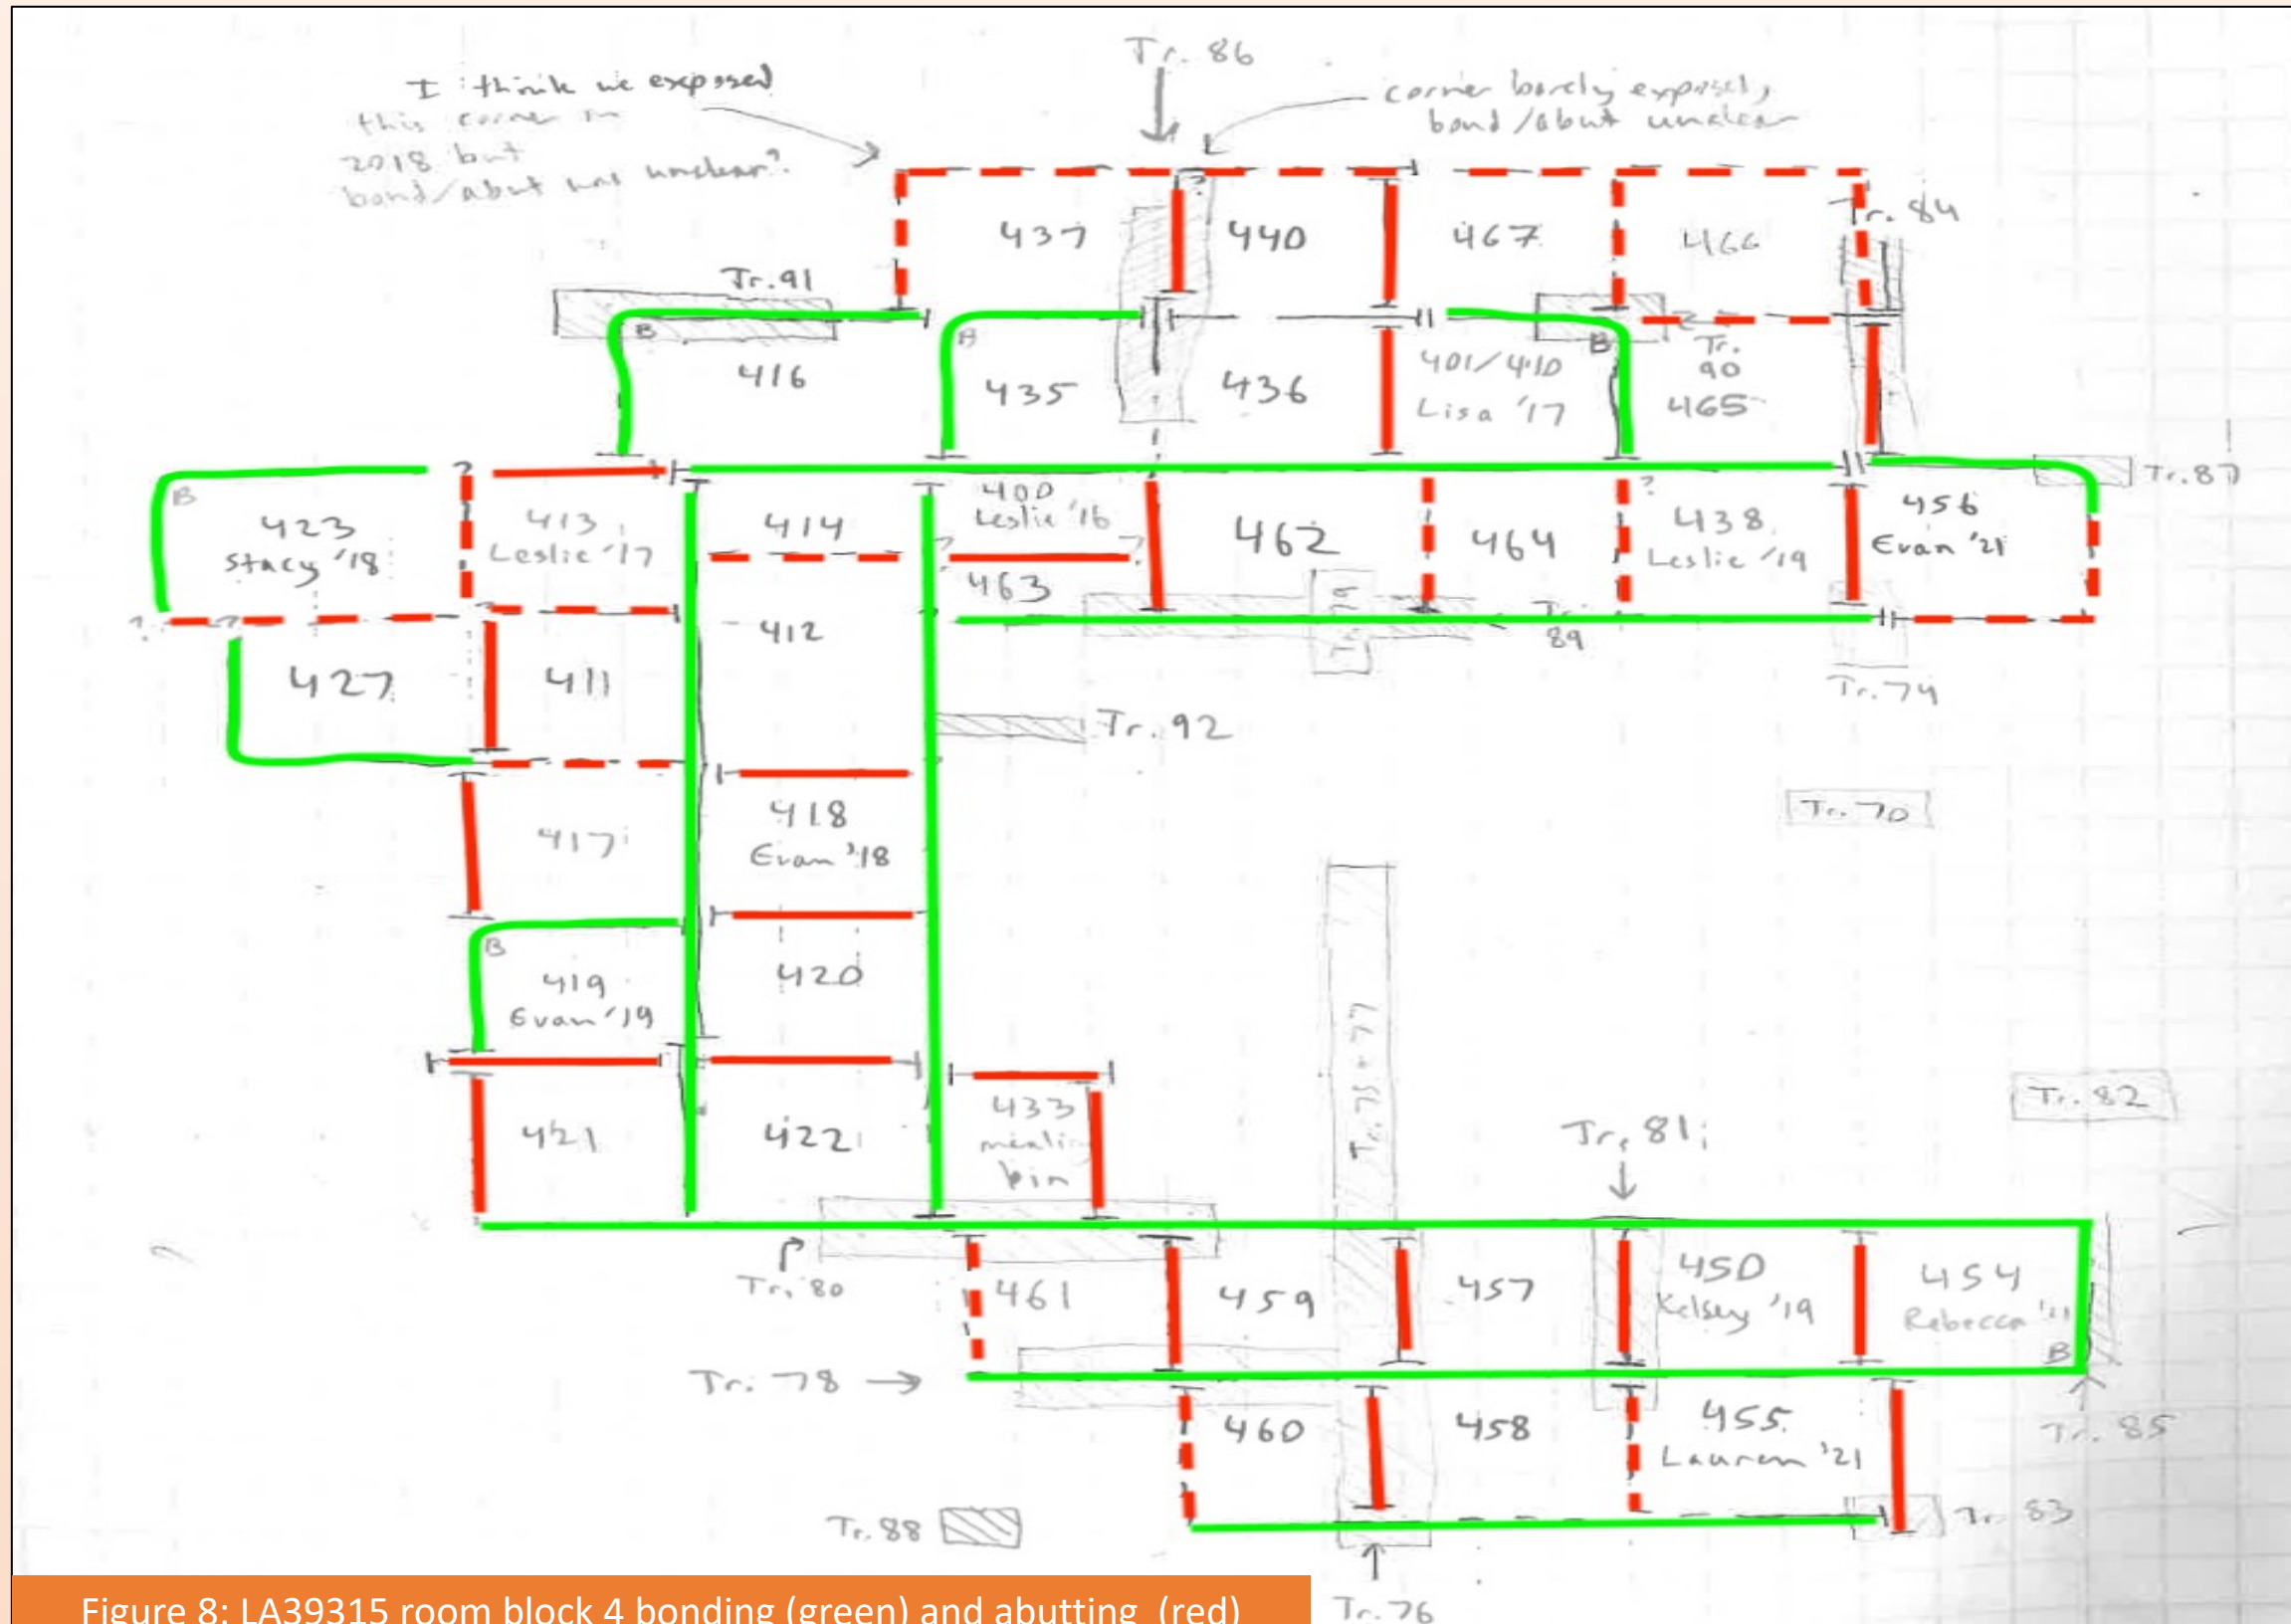 Tr. 86
I think we exposed
this corner in
2018 but
bond/abut was unclear?
corner barely exposed,
bond/abut unclear
Tr. 84
437
440
467
466
?
Tr.91
B
416
B
435
436
401/410
Lisa '17
B
Tr.
90
465
Tr.87
B
423
Stacy '18
?
413
Leslie '17
414
400
Leslie '16
?
?
463
462
464
?
438
Leslie '19
456
Evan '21
?
?
?
427
411
412
Tr.
89
Tr.74
Tr.92
418
Evan '18
417
Tr.70
B
419
Evan '19
420
Tr.75+77
Tr.82
421
422
433
mealing
bin
Tr.81
Tr.80
461
459
457
450
Kelsey '19
454
Rebecca
B
Tr.78
460
458
455
Lauren '21
Tr. 85
Tr.88
Tr. 83
Tr.76
Figure 8: LA39315 room block 4 bonding (green) and abutting (red)